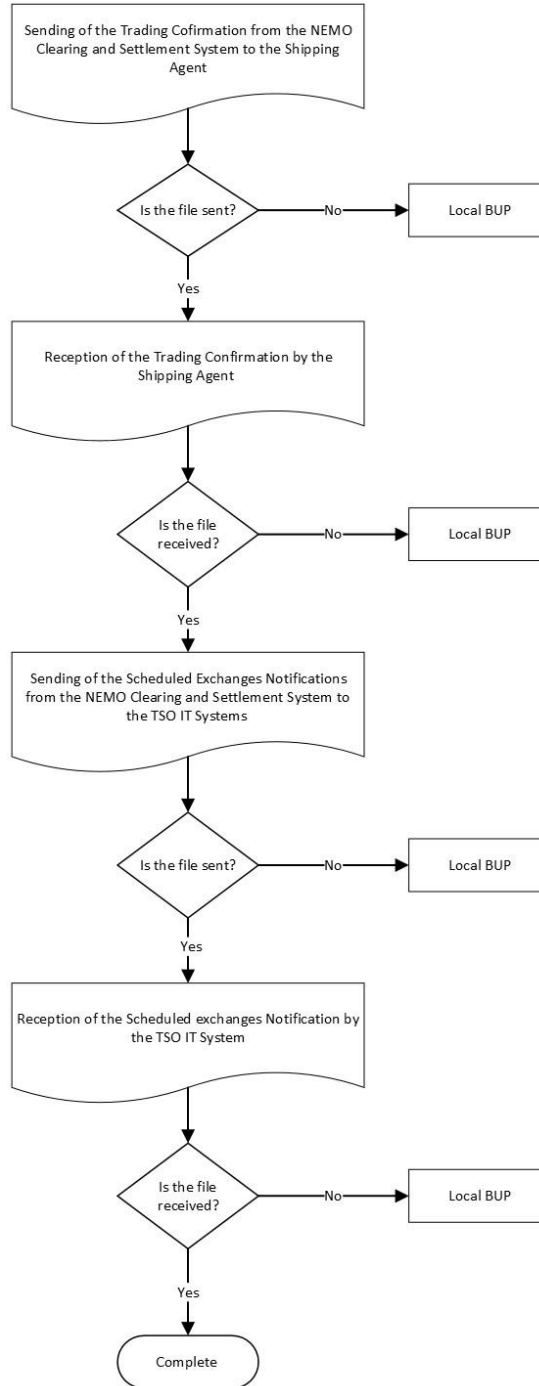 Sending of the Trading Cofirmation from the NEMO
Clearing and Settlement System to the Shipping
Agent
Is the file sent?
No
Local BUP
Yes
Reception of the Trading Confirmation by the
Shipping Agent
Is the file
received?
No
Local BUP
Yes
Sending of the Scheduled Exchanges Notifications
from the NEMO Clearing and Settlement System to
the TSO IT Systems
Is the file sent?
No
Local BUP
Yes
Reception of the Scheduled exchanges Notification by
the TSO IT System
Is the file
received?
No
Local BUP
Yes
Complete